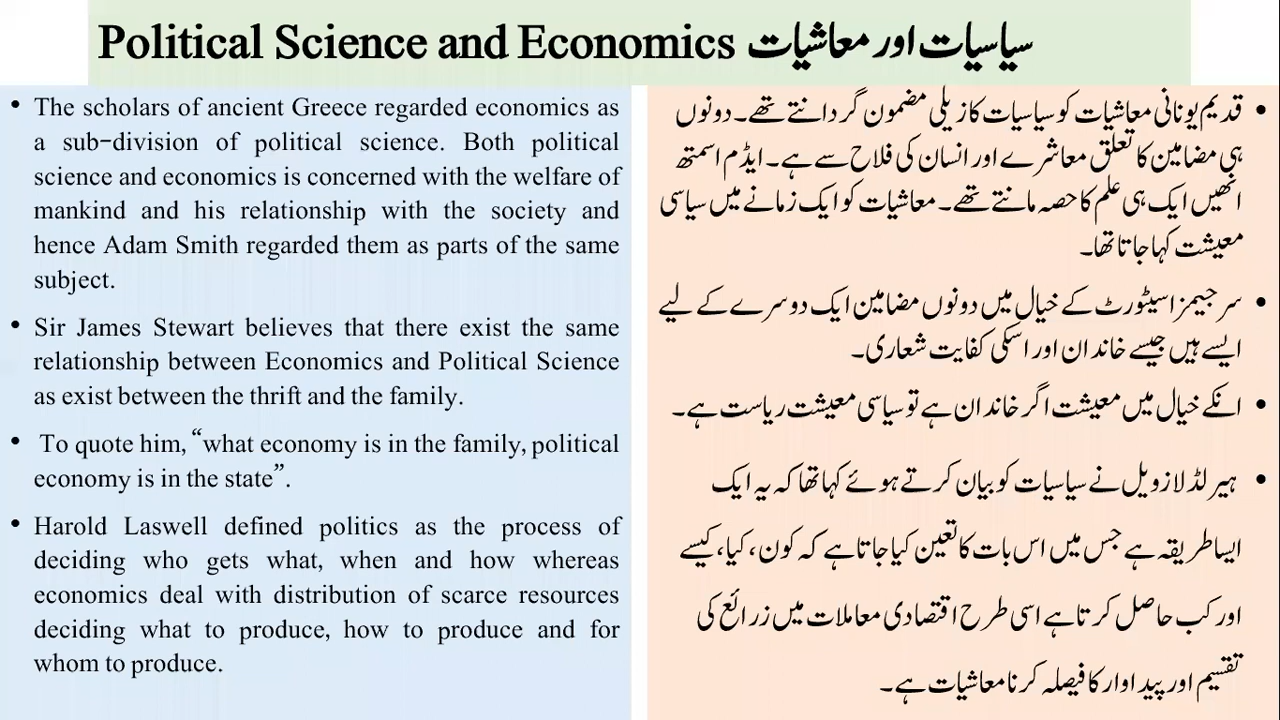 Political Science and Economics سیاسیات اور معاشیات
• The scholars of ancient Greece regarded economics as
a sub-division of political science. Both political
science and economics is concerned with the welfare of
mankind and his relationship with the society and
hence Adam Smith regarded them as parts of the same
subject.
• Sir James Stewart believes that there exist the same
relationship between Economics and Political Science
as exist between the thrift and the family.
• To quote him, “what economy is in the family, political
economy is in the state”.
• Harold Laswell defined politics as the process of
deciding who gets what, when and how whereas
economics deal with distribution of scarce resources
deciding what to produce, how to produce and for
whom to produce.
• قدیم یونانی معاشیات کو سیاسیات کا زیلی مضمون گردانتے تھے۔ دونوں
ہی مضامین کا تعلق معاشرے اور انسان کی فلاح سے ہے۔ ایڈم اسمتھ
انھیں ایک ہی علم کا حصہ مانتے تھے۔ معاشیات کو ایک زمانے میں سیاسی
معیشت کہا جاتا تھا۔
• سر جیمز اسیٹورٹ کے خیال میں دونوں مضامین ایک دوسرے کے لیے
ایسے ہیں جیسے خاندان اور اسکی کفایت شعاری۔
• انکے خیال میں معیشت اگر خاندان ہے تو سیاسی معیشت ریاست ہے۔
• ہیرلڈ لازویل نے سیاسیات کو بیان کرتے ہوئے کہا تھا کہ یہ ایک
ایسا طریقہ ہے جس میں اس بات کا تعین کیا جاتا ہے کہ کون، کیا، کیسے
اور کب حاصل کرتا ہے اسی طرح اقتصادی معاملات میں زرائع کی
تقسیم اور پیداوار کا فیصلہ کرنا معاشیات ہے۔